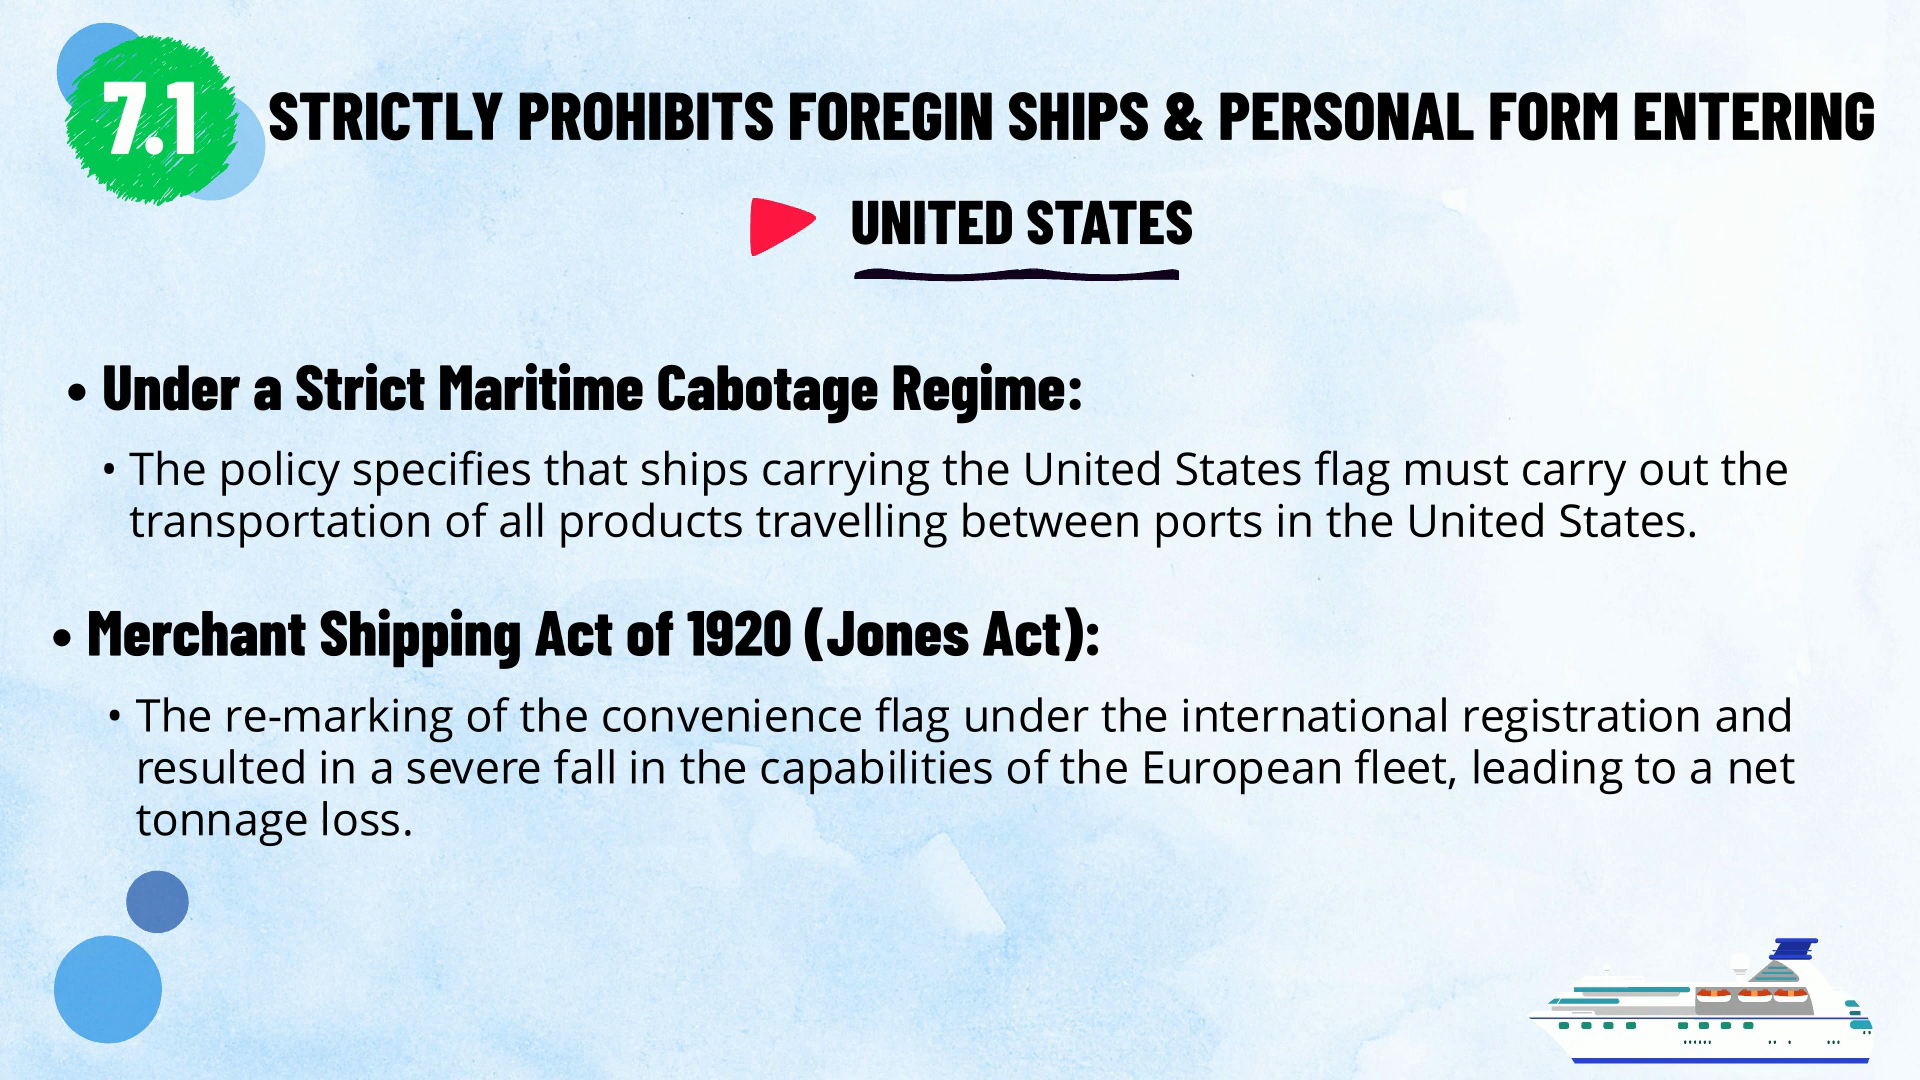 7.1
STRICTLY PROHIBITS FOREGIN SHIPS & PERSONAL FORM ENTERING
UNITED STATES
• Under a Strict Maritime Cabotage Regime:
• The policy specifies that ships carrying the United States flag must carry out the
transportation of all products travelling between ports in the United States.
• Merchant Shipping Act of 1920 (Jones Act):
• The re-marking of the convenience flag under the international registration and
resulted in a severe fall in the capabilities of the European fleet, leading to a net
tonnage loss.